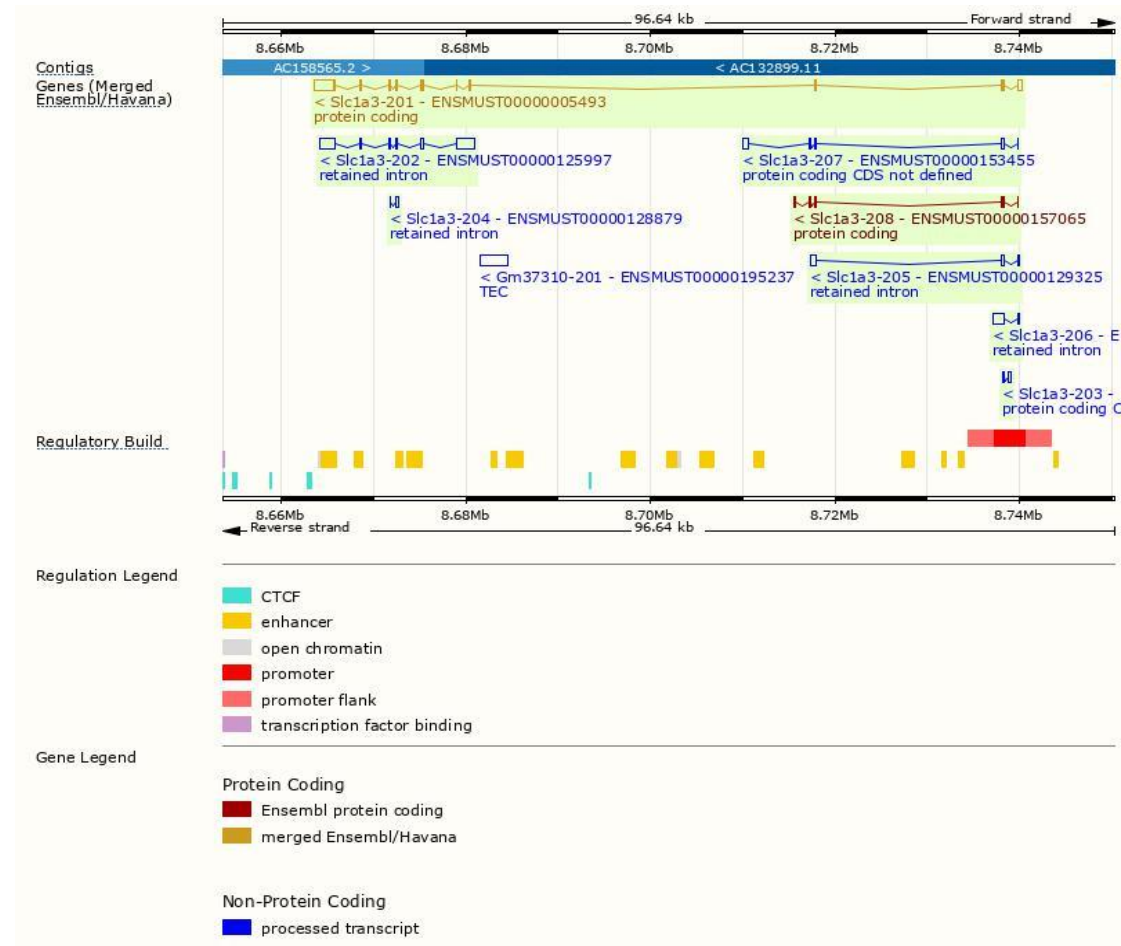 96.64 kb Forward strand
8.66Mb 8.68Mb 8.70Mb 8.72Mb 8.74Mb
Contigs AC158565.2 > < AC132899.11
Genes (Merged
Ensembl/Havana)
< Slc1a3-201 - ENSMUST00000005493
protein coding
< Slc1a3-202 - ENSMUST00000125997 < Slc1a3-207 - ENSMUST00000153455
retained intron protein coding CDS not defined
< Slc1a3-204 - ENSMUST00000128879 < Slc1a3-208 - ENSMUST00000157065
retained intron protein coding
< Gm37310-201 - ENSMUST00000195237 < Slc1a3-205 - ENSMUST00000129325
TEC retained intron
< Slc1a3-206 - E
retained intron
< Slc1a3-203 -
protein coding C
Regulatory Build
8.66Mb 8.68Mb 8.70Mb 8.72Mb 8.74Mb
Reverse strand 96.64 kb
Regulation Legend
CTCF
enhancer
open chromatin
promoter
promoter flank
transcription factor binding
Gene Legend
Protein Coding
Ensembl protein coding
merged Ensembl/Havana
Non-Protein Coding
processed transcript